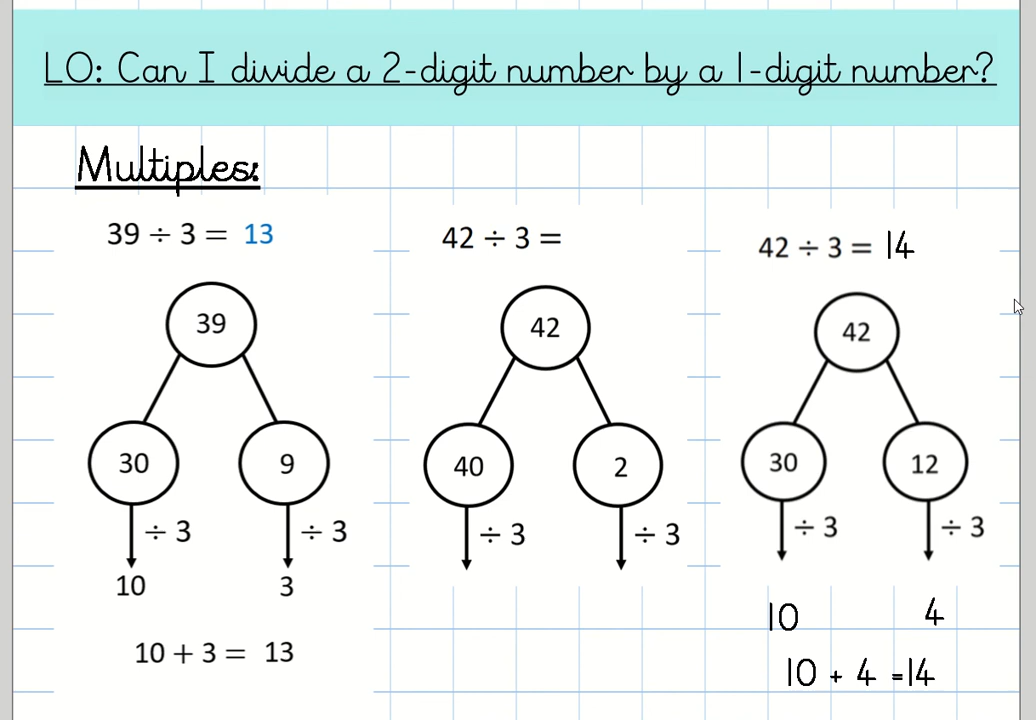 LO: Can I divide a 2-digit number by a 1-digit number?
Multiples:
39 ÷ 3 = 13
39
30
9
÷ 3
÷ 3
10
3
10 + 3 = 13
42 ÷ 3 =
42
40
2
÷ 3
÷ 3
42 ÷ 3 = 14
42
30
12
÷ 3
÷ 3
10
4
10 + 4 =14